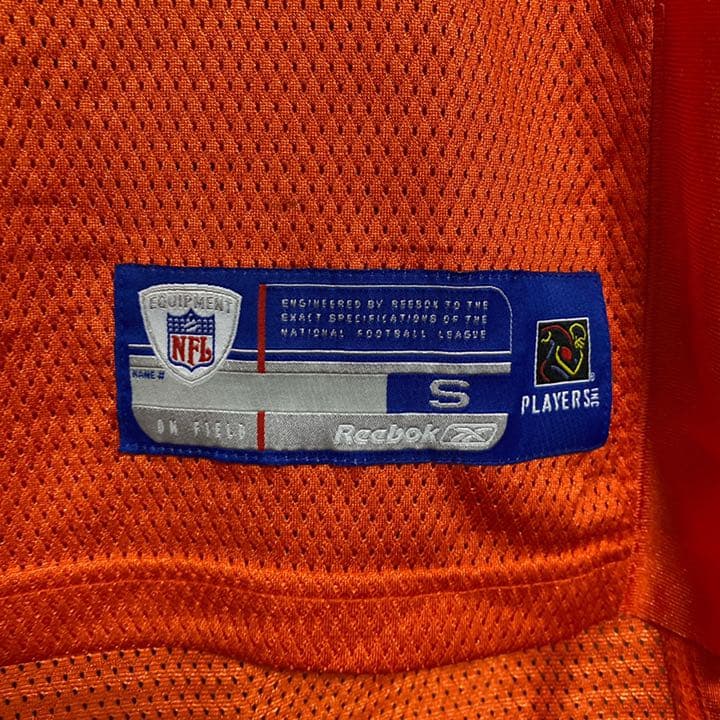 EQUIPMENT
NFL
ENGINEERED BY REEBOK TO THE
EXACT SPECIFICATIONS OF THE
NATIONAL FOOTBALL LEAGUE
NAME #
S
ON FIELD
Reebok
PLAYERS INC
®